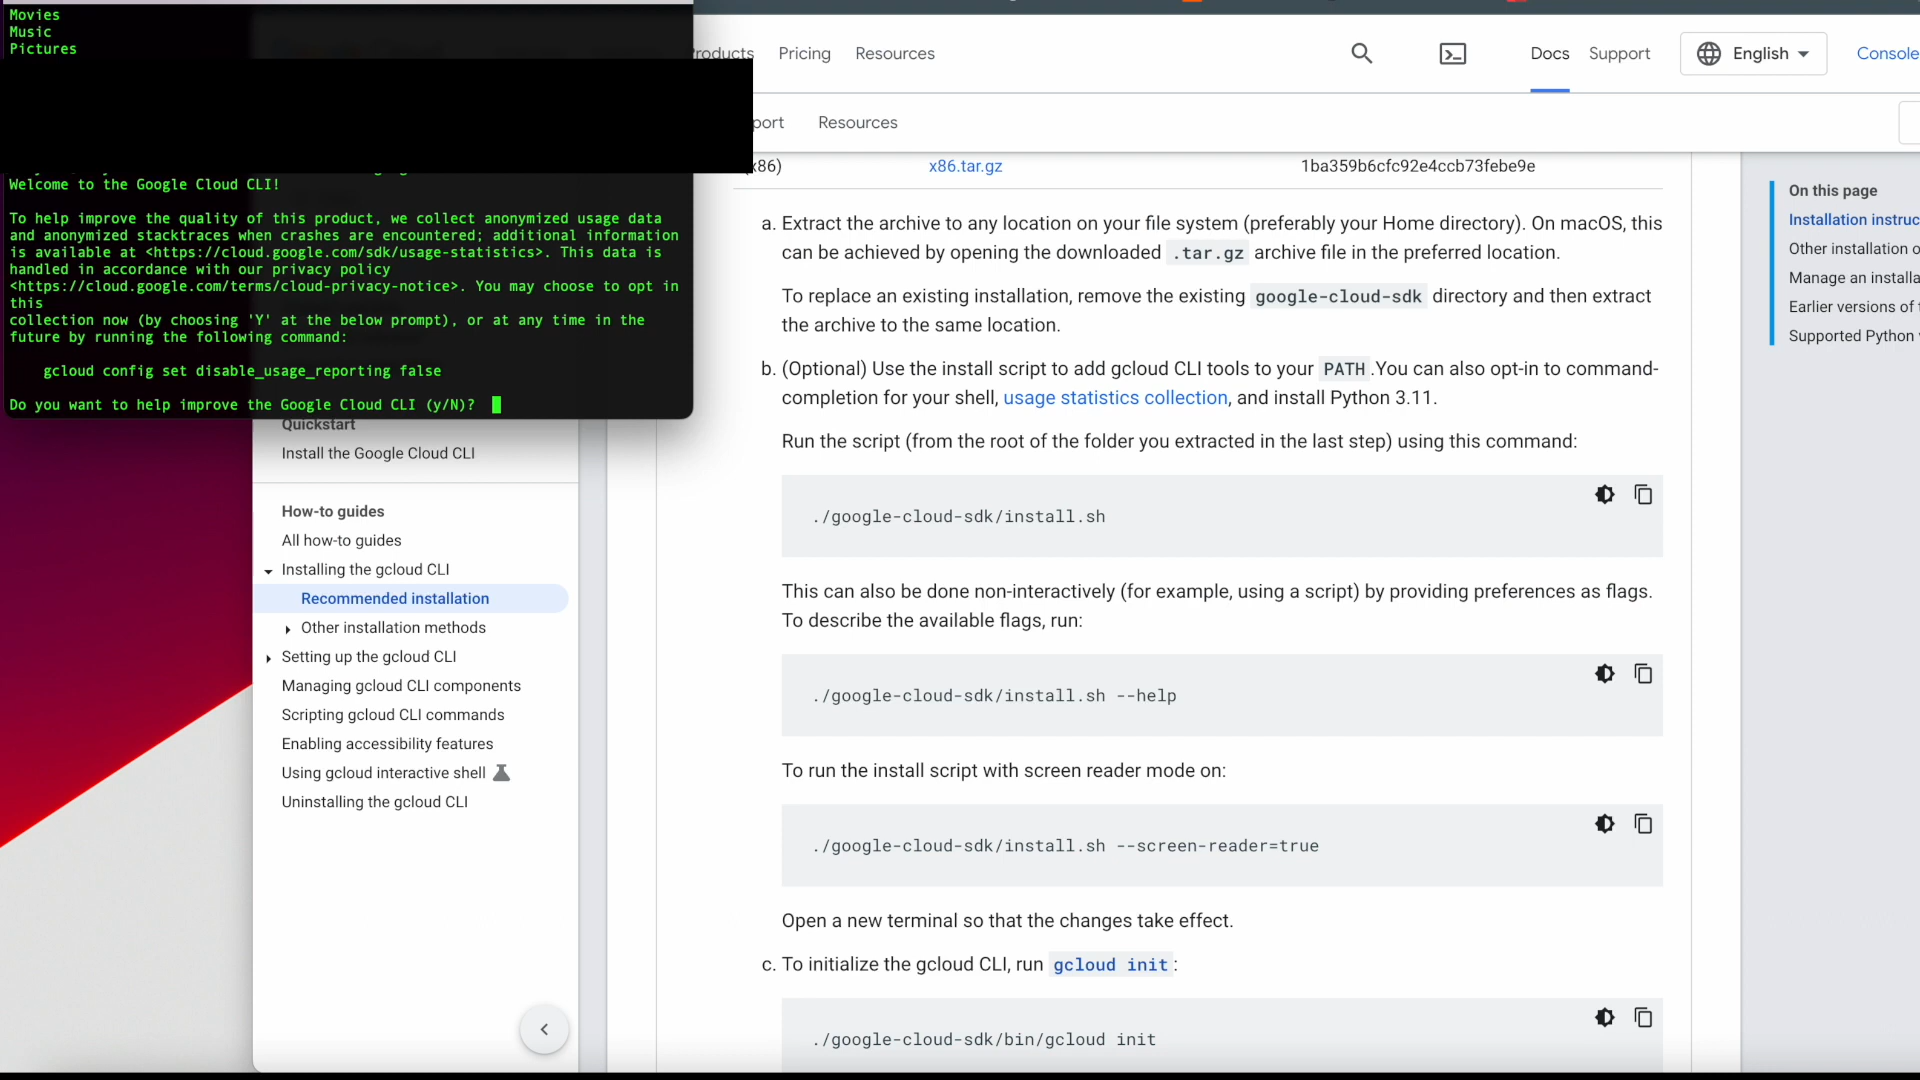 Movies
Music
Pictures
Welcome to the Google Cloud CLI!
To help improve the quality of this product, we collect anonymized usage data
and anonymized stacktraces when crashes are encountered; additional information
is available at <https://cloud.google.com/sdk/usage-statistics>. This data is
handled in accordance with our privacy policy
<https://cloud.google.com/terms/cloud-privacy-notice>. You may choose to opt in
this
collection now (by choosing 'Y' at the below prompt), or at any time in the
future by running the following command:
gcloud config set disable_usage_reporting false
Do you want to help improve the Google Cloud CLI (y/N)?
Products Pricing Resources Docs Support English Console
port Resources
x86) x86.tar.gz 1ba359b6cfc92e4ccb73febe9e
Quickstart
Install the Google Cloud CLI
How-to guides
All how-to guides
Installing the gcloud CLI
Recommended installation
Other installation methods
Setting up the gcloud CLI
Managing gcloud CLI components
Scripting gcloud CLI commands
Enabling accessibility features
Using gcloud interactive shell
Uninstalling the gcloud CLI
a. Extract the archive to any location on your file system (preferably your Home directory). On macOS, this
can be achieved by opening the downloaded .tar.gz archive file in the preferred location.
To replace an existing installation, remove the existing google-cloud-sdk directory and then extract
the archive to the same location.
b. (Optional) Use the install script to add gcloud CLI tools to your PATH.You can also opt-in to command-
completion for your shell, usage statistics collection, and install Python 3.11.
Run the script (from the root of the folder you extracted in the last step) using this command:
./google-cloud-sdk/install.sh
This can also be done non-interactively (for example, using a script) by providing preferences as flags.
To describe the available flags, run:
./google-cloud-sdk/install.sh --help
To run the install script with screen reader mode on:
./google-cloud-sdk/install.sh --screen-reader=true
Open a new terminal so that the changes take effect.
c. To initialize the gcloud CLI, run gcloud init:
./google-cloud-sdk/bin/gcloud init
On this page
Installation instruc
Other installation o
Manage an installa
Earlier versions of
Supported Python